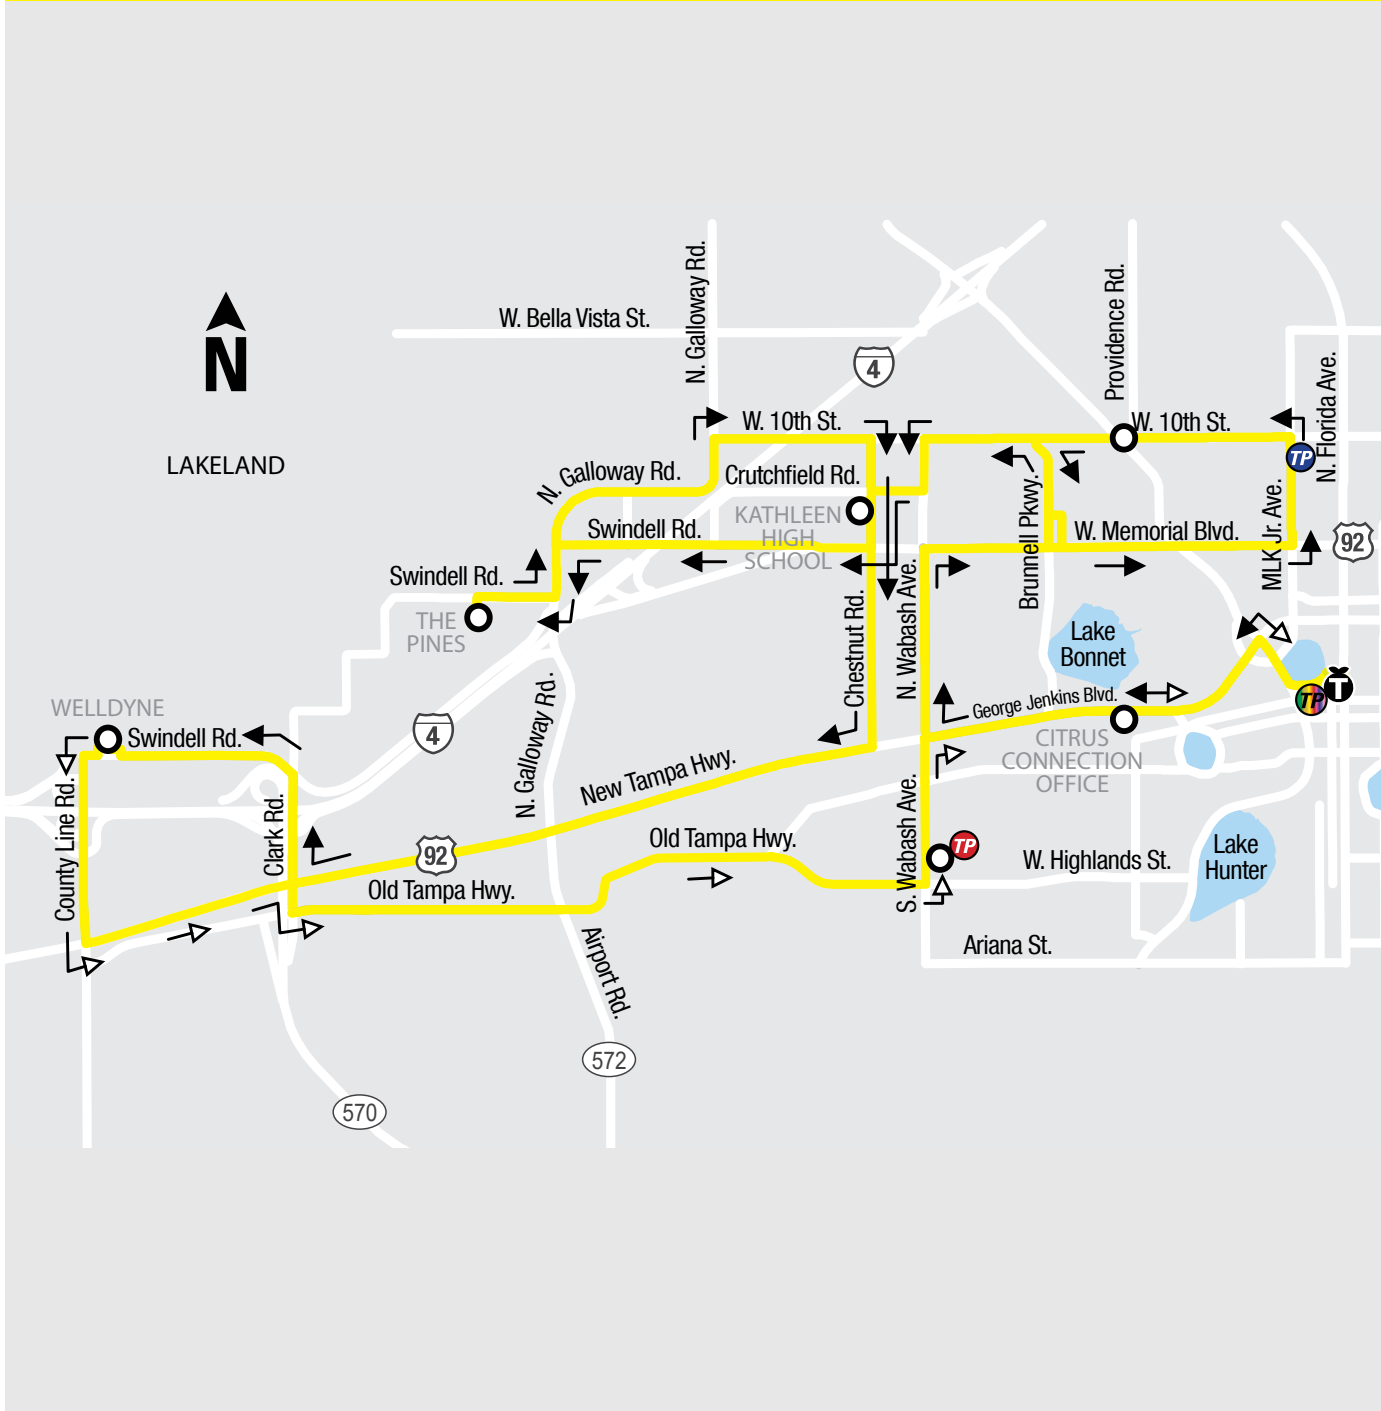 N. Galloway Rd.
Providence Rd.
W. Bella Vista St.
4
N
N. Florida Ave.
W. 10th St.
W. 10th St.
LAKELAND
TP
N. Galloway Rd.
Crutchfield Rd.
Brunnell Pkwy.
MLK Jr. Ave.
KATHLEEN
HIGH
SCHOOL
Swindell Rd.
W. Memorial Blvd.
92
Swindell Rd.
THE
PINES
N. Wabash Ave.
Chestnut Rd.
Lake
Bonnet
T
TP
George Jenkins Blvd.
N. Galloway Rd.
WELLDYNE
Swindell Rd.
4
CITRUS
CONNECTION
OFFICE
New Tampa Hwy.
County Line Rd.
Clark Rd.
92
Old Tampa Hwy.
S. Wabash Ave.
TP
W. Highlands St.
Lake
Hunter
Old Tampa Hwy.
Ariana St.
Airport Rd.
572
570